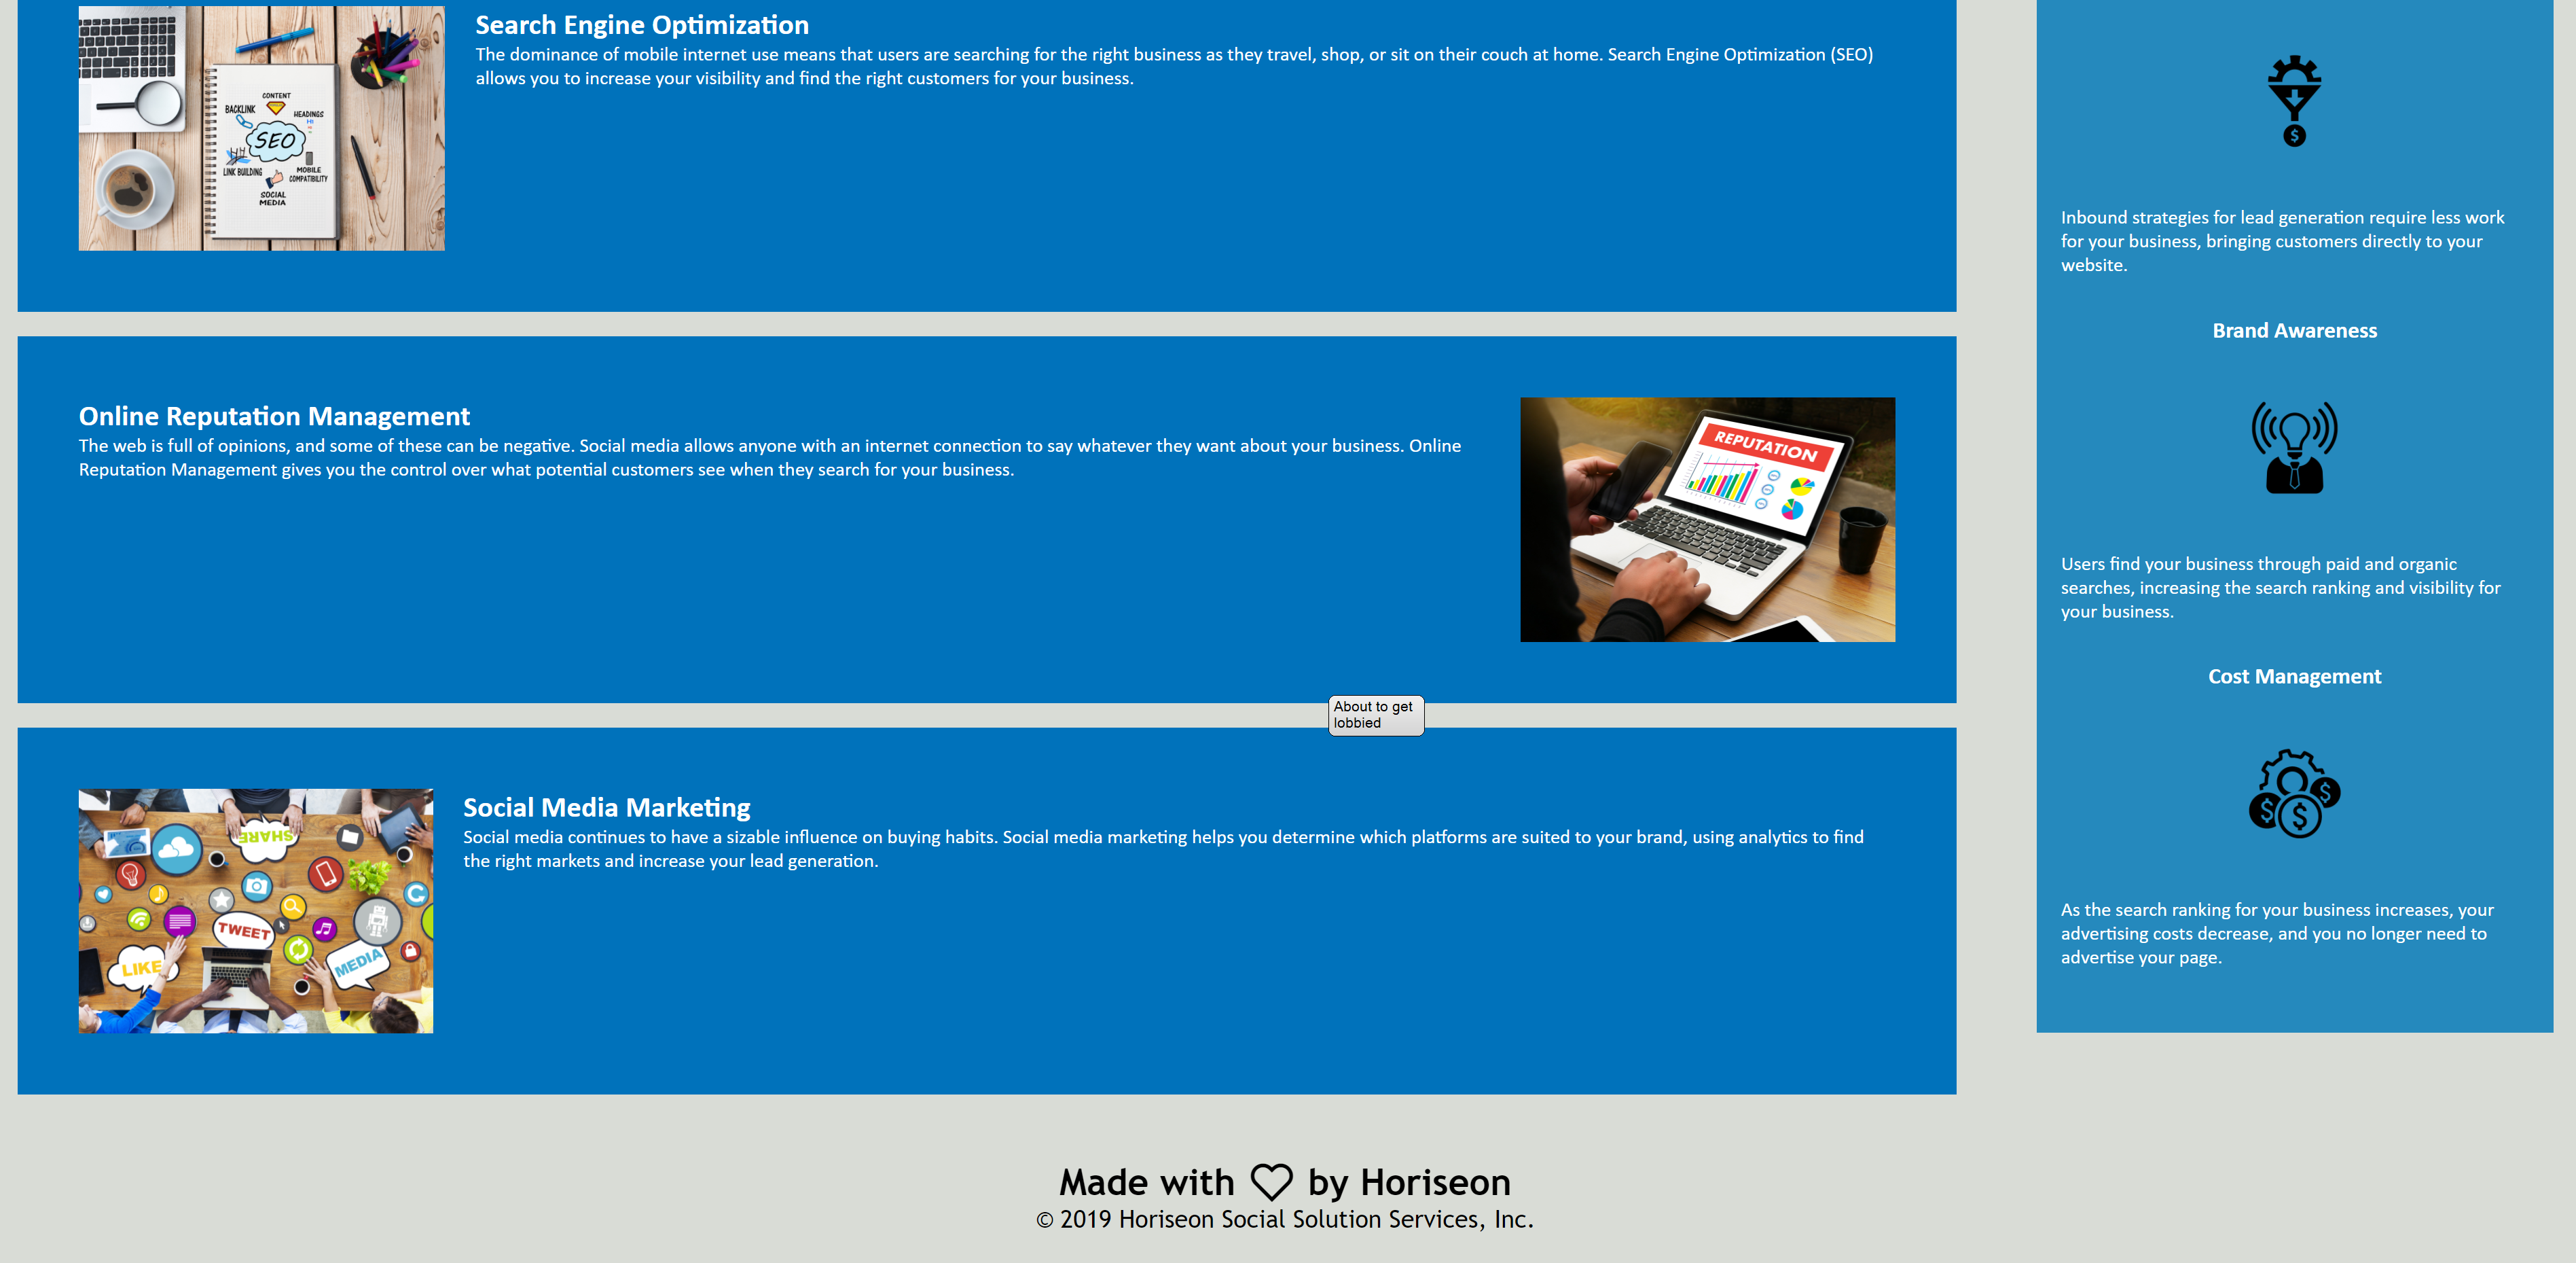 Search Engine Optimization
The dominance of mobile internet use means that users are searching for the right business as they travel, shop, or sit on their couch at home. Search Engine Optimization (SEO)
allows you to increase your visibility and find the right customers for your business.
CONTENT
BACKLINK
HEADINGS
H1
SEO
LINK BUILDING
MOBILE
COMPATIBILITY
SOCIAL
MEDIA
Online Reputation Management
The web is full of opinions, and some of these can be negative. Social media allows anyone with an internet connection to say whatever they want about your business. Online
Reputation Management gives you the control over what potential customers see when they search for your business.
REPUTATION
About to get
lobbied
Social Media Marketing
Social media continues to have a sizable influence on buying habits. Social media marketing helps you determine which platforms are suited to your brand, using analytics to find
the right markets and increase your lead generation.
SHARE
TWEET
LIKE
MEDIA
$
Inbound strategies for lead generation require less work
for your business, bringing customers directly to your
website.
Brand Awareness
Users find your business through paid and organic
searches, increasing the search ranking and visibility for
your business.
Cost Management
$ $ $
As the search ranking for your business increases, your
advertising costs decrease, and you no longer need to
advertise your page.
Made with by Horiseon
© 2019 Horiseon Social Solution Services, Inc.